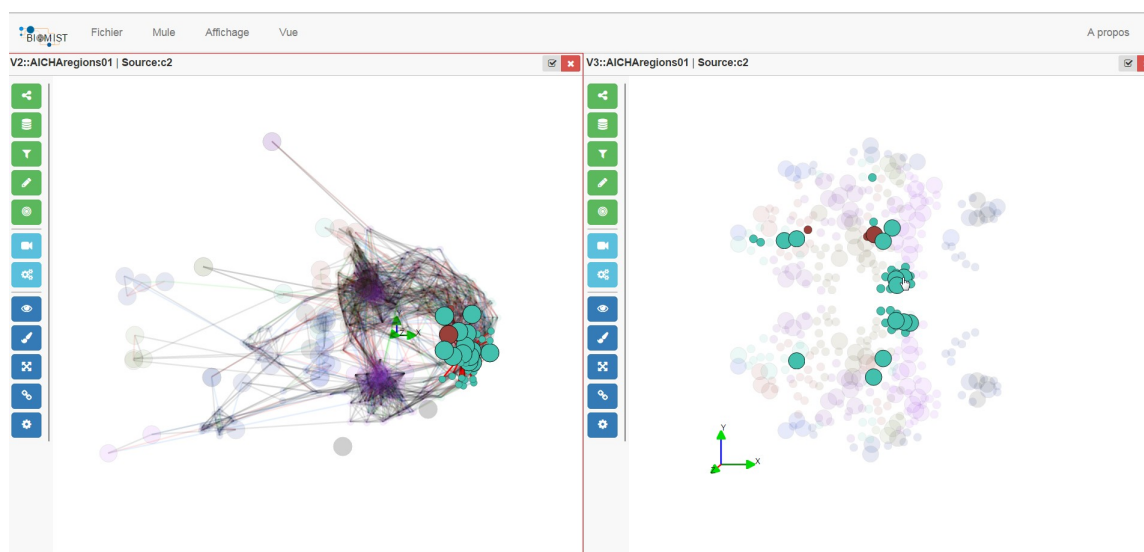 BIOMIST Fichier Mule Affichage Vue A propos
V2::AICHAregions01 | Source:c2
V3::AICHAregions01 | Source:c2
X
Y
X
Z